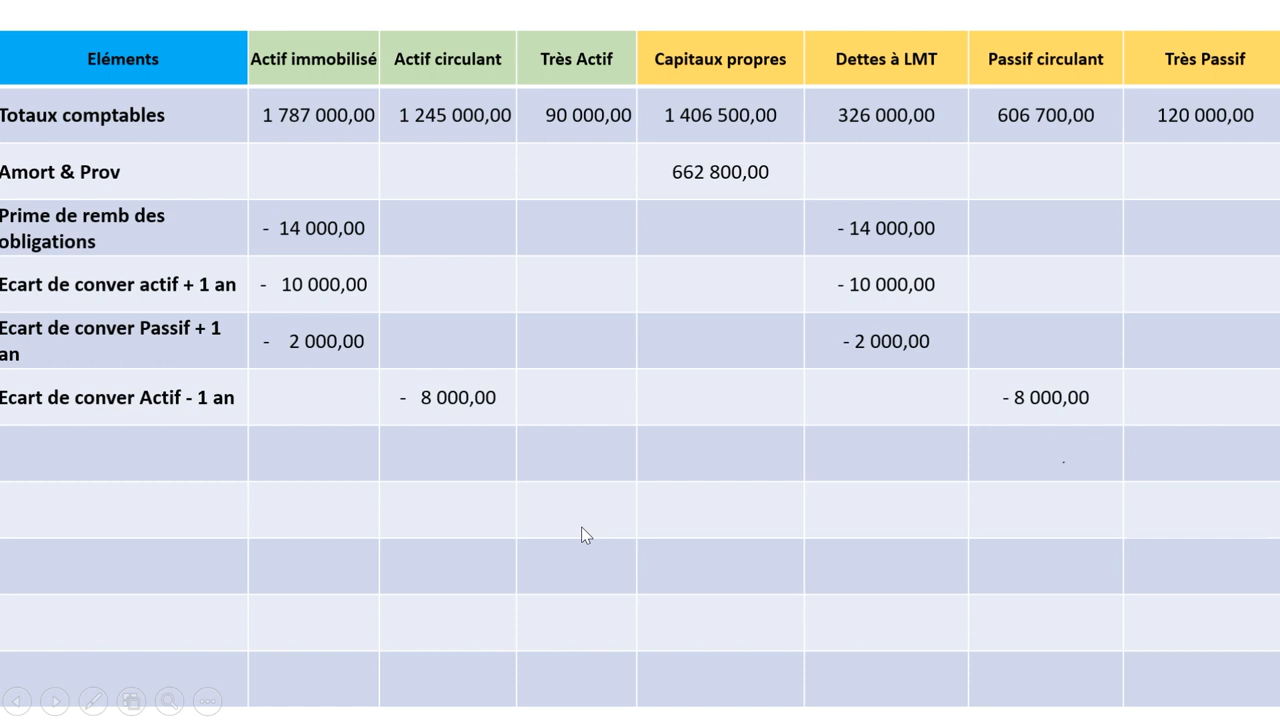 Eléments Actif immobilisé Actif circulant Très Actif Capitaux propres Dettes à LMT Passif circulant Très Passif
Totaux comptables 1 787 000,00 1 245 000,00 90 000,00 1 406 500,00 326 000,00 606 700,00 120 000,00
Amort & Prov 662 800,00
Prime de remb des
obligations - 14 000,00 - 14 000,00
Ecart de conver actif + 1 an - 10 000,00 - 10 000,00
Ecart de conver Passif + 1
an - 2 000,00 - 2 000,00
Ecart de conver Actif - 1 an - 8 000,00 - 8 000,00